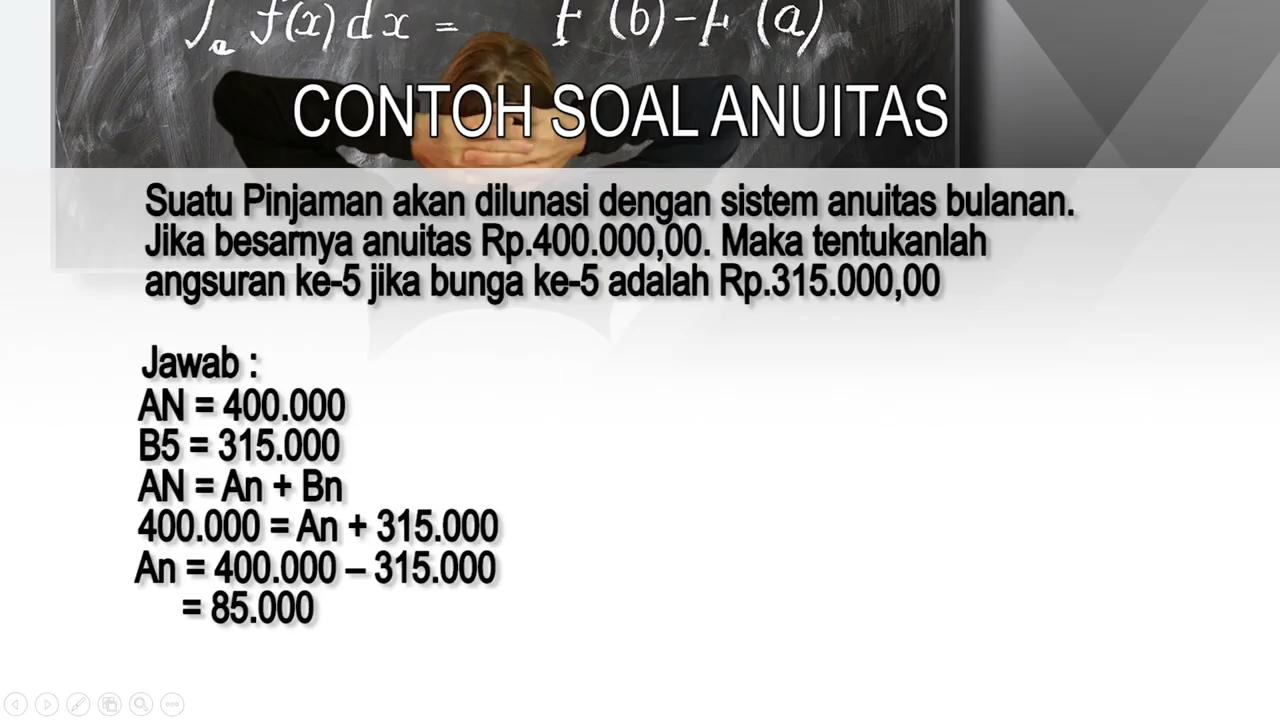 ∫a f(x) dx = F (b) – F (a)
CONTOH SOAL ANUITAS
Suatu Pinjaman akan dilunasi dengan sistem anuitas bulanan.
Jika besarnya anuitas Rp.400.000,00. Maka tentukanlah
angsuran ke-5 jika bunga ke-5 adalah Rp.315.000,00
Jawab :
AN = 400.000
B5 = 315.000
AN = An + Bn
400.000 = An + 315.000
An = 400.000 – 315.000
= 85.000